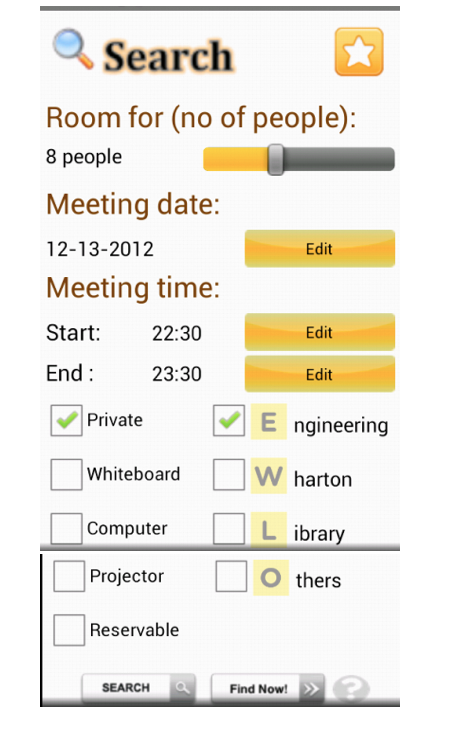 Search
Room for (no of people):
8 people
Meeting date:
12-13-2012 Edit
Meeting time:
Start: 22:30 Edit
End : 23:30 Edit
Private E ngineering
Whiteboard W harton
Computer L ibrary
Projector O thers
Reservable
SEARCH Find Now! >> ?